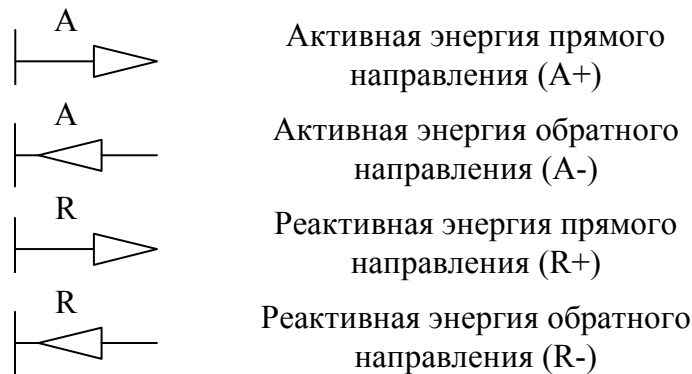 A
Активная энергия прямого
направления (A+)
A
Активная энергия обратного
направления (A-)
R
Реактивная энергия прямого
направления (R+)
R
Реактивная энергия обратного
направления (R-)